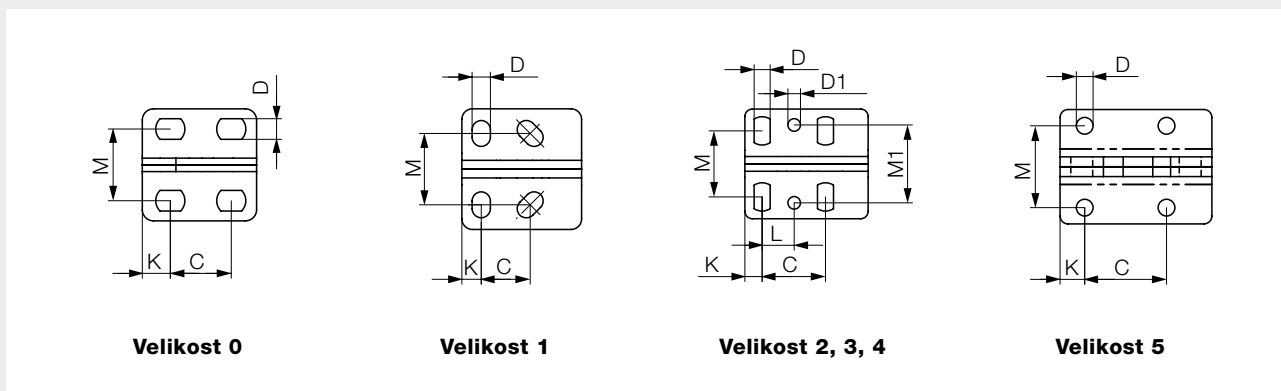 D
M
K
C
Velikost 0
D
M
K
C
Velikost 1
D
D1
M
M1
L
K
C
Velikost 2, 3, 4
D
M
K
C
Velikost 5